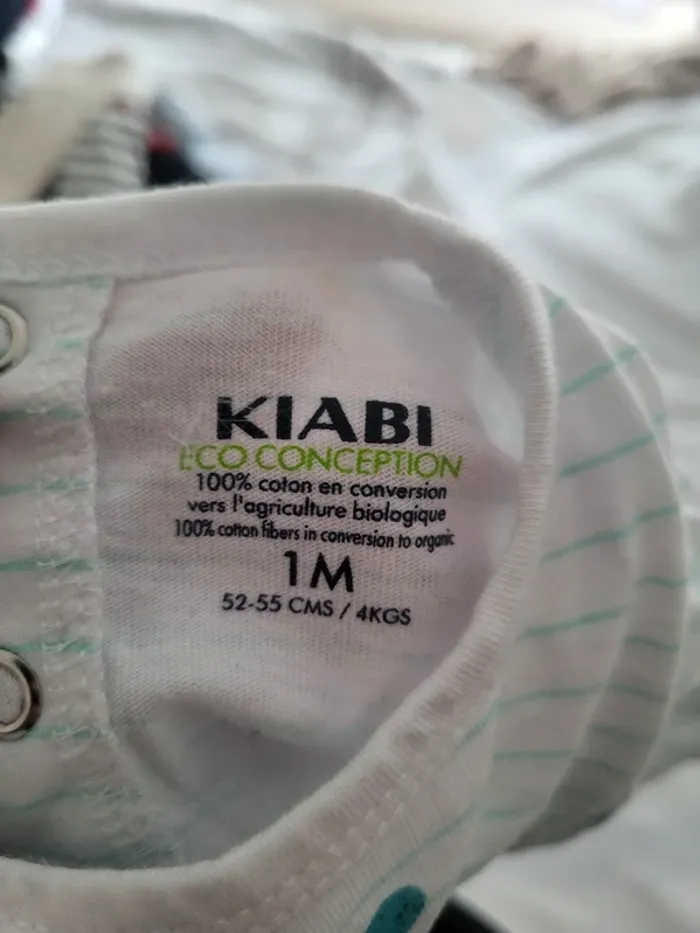 KIABI
ECO CONCEPTION
100% coton en conversion
vers l'agriculture biologique
100% cotton fibers in conversion to organic
1M
52-55 CMS / 4KGS